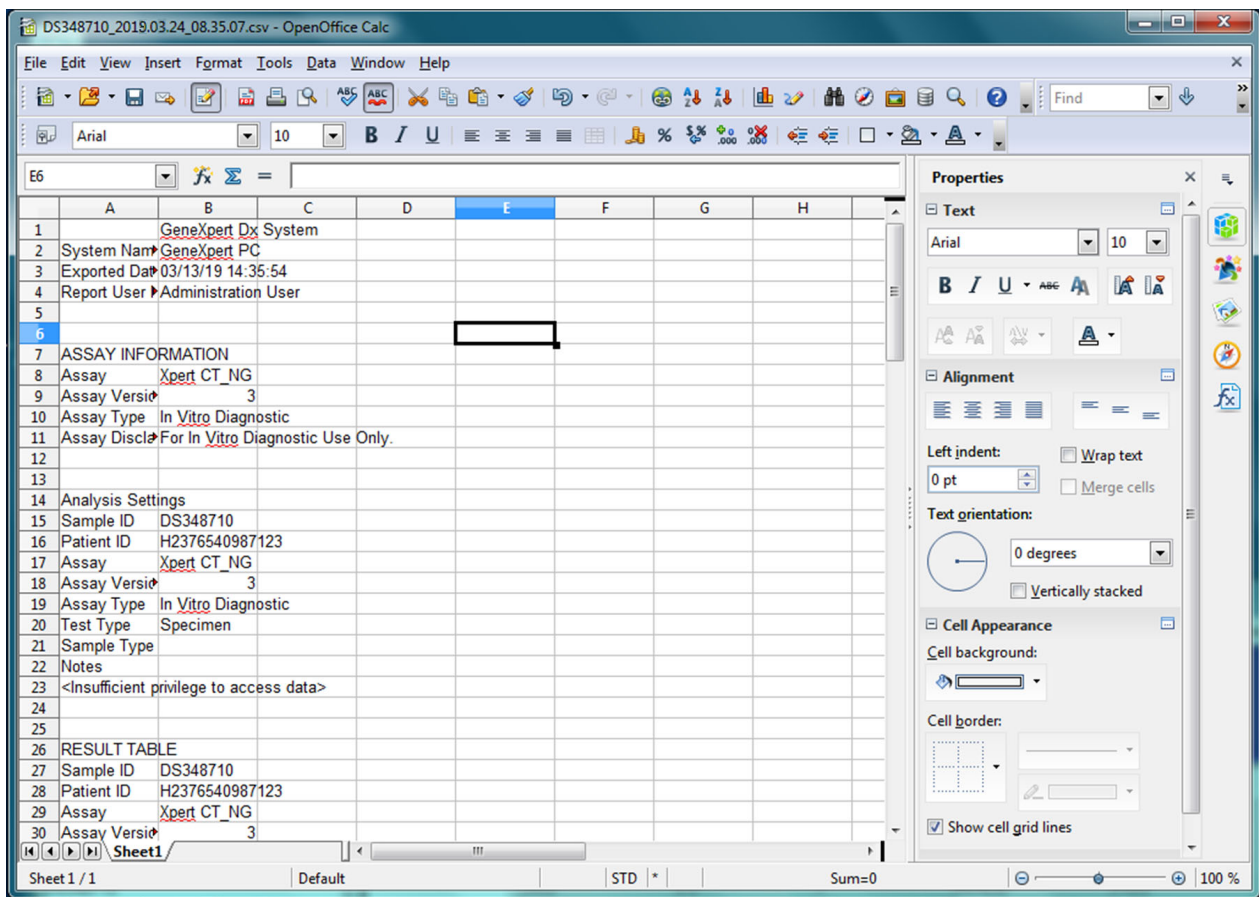 DS348710_2019.03.24_08.35.07.csv - OpenOffice Calc
File Edit View Insert Format Tools Data Window Help
Find
Arial 10
E6
A B C D E F G H
1 GeneXpert Dx System
2 System Nam GeneXpert PC
3 Exported Dat 03/13/19 14:35:54
4 Report User Administration User
5
6
7 ASSAY INFORMATION
8 Assay Xpert CT_NG
9 Assay Versio 3
10 Assay Type In Vitro Diagnostic
11 Assay Discla For In Vitro Diagnostic Use Only.
12
13
14 Analysis Settings
15 Sample ID DS348710
16 Patient ID H2376540987123
17 Assay Xpert CT_NG
18 Assay Versio 3
19 Assay Type In Vitro Diagnostic
20 Test Type Specimen
21 Sample Type
22 Notes
23 <Insufficient privilege to access data>
24
25
26 RESULT TABLE
27 Sample ID DS348710
28 Patient ID H2376540987123
29 Assay Xpert CT_NG
30 Assay Versio 3
Sheet1
Sheet 1 / 1 Default STD * Sum=0 100 %
Properties
Text
Arial 10
Alignment
Left indent:
Wrap text
0 pt
Merge cells
Text orientation:
0 degrees
Vertically stacked
Cell Appearance
Cell background:
Cell border:
Show cell grid lines